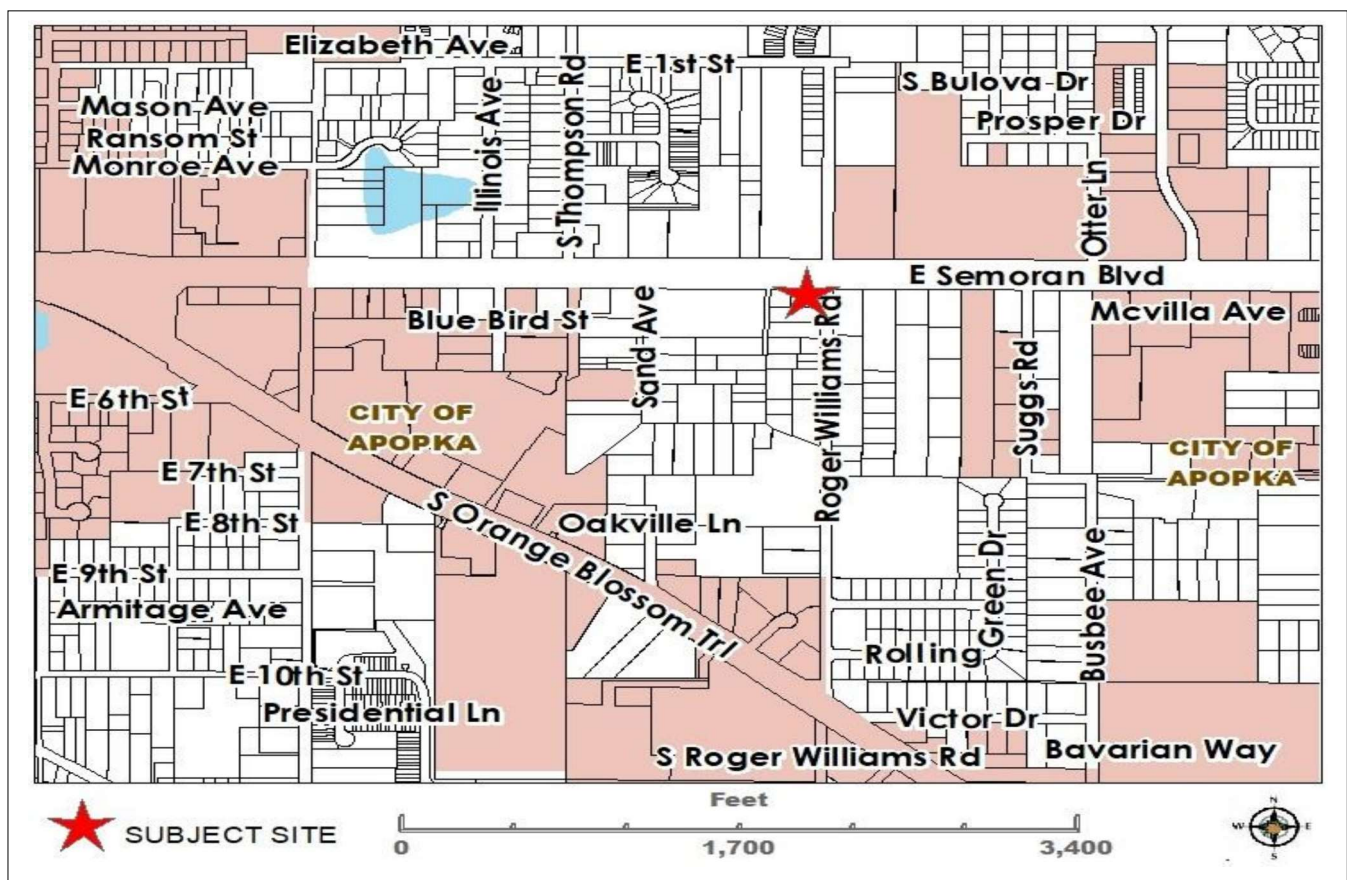 Elizabeth Ave
E 1st St
S Bulova Dr
Mason Ave
Prosper Dr
Ransom St
Monroe Ave
Illinois Ave
S Thompson Rd
Otter Ln
E Semoran Blvd
Blue Bird St
Sand Ave
Roger Williams Rd
Mcvilla Ave
Suggs Rd
E 6th St
CITY OF
APOPKA
CITY OF
APOPKA
E 7th St
E 8th St
S Orange Blossom Trl
Oakville Ln
Green Dr
Busbee Ave
E 9th St
Armitage Ave
Rolling
E 10th St
Presidential Ln
Victor Dr
S Roger Williams Rd
Bavarian Way
SUBJECT SITE
Feet
0
1,700
3,400
N
W
E
S